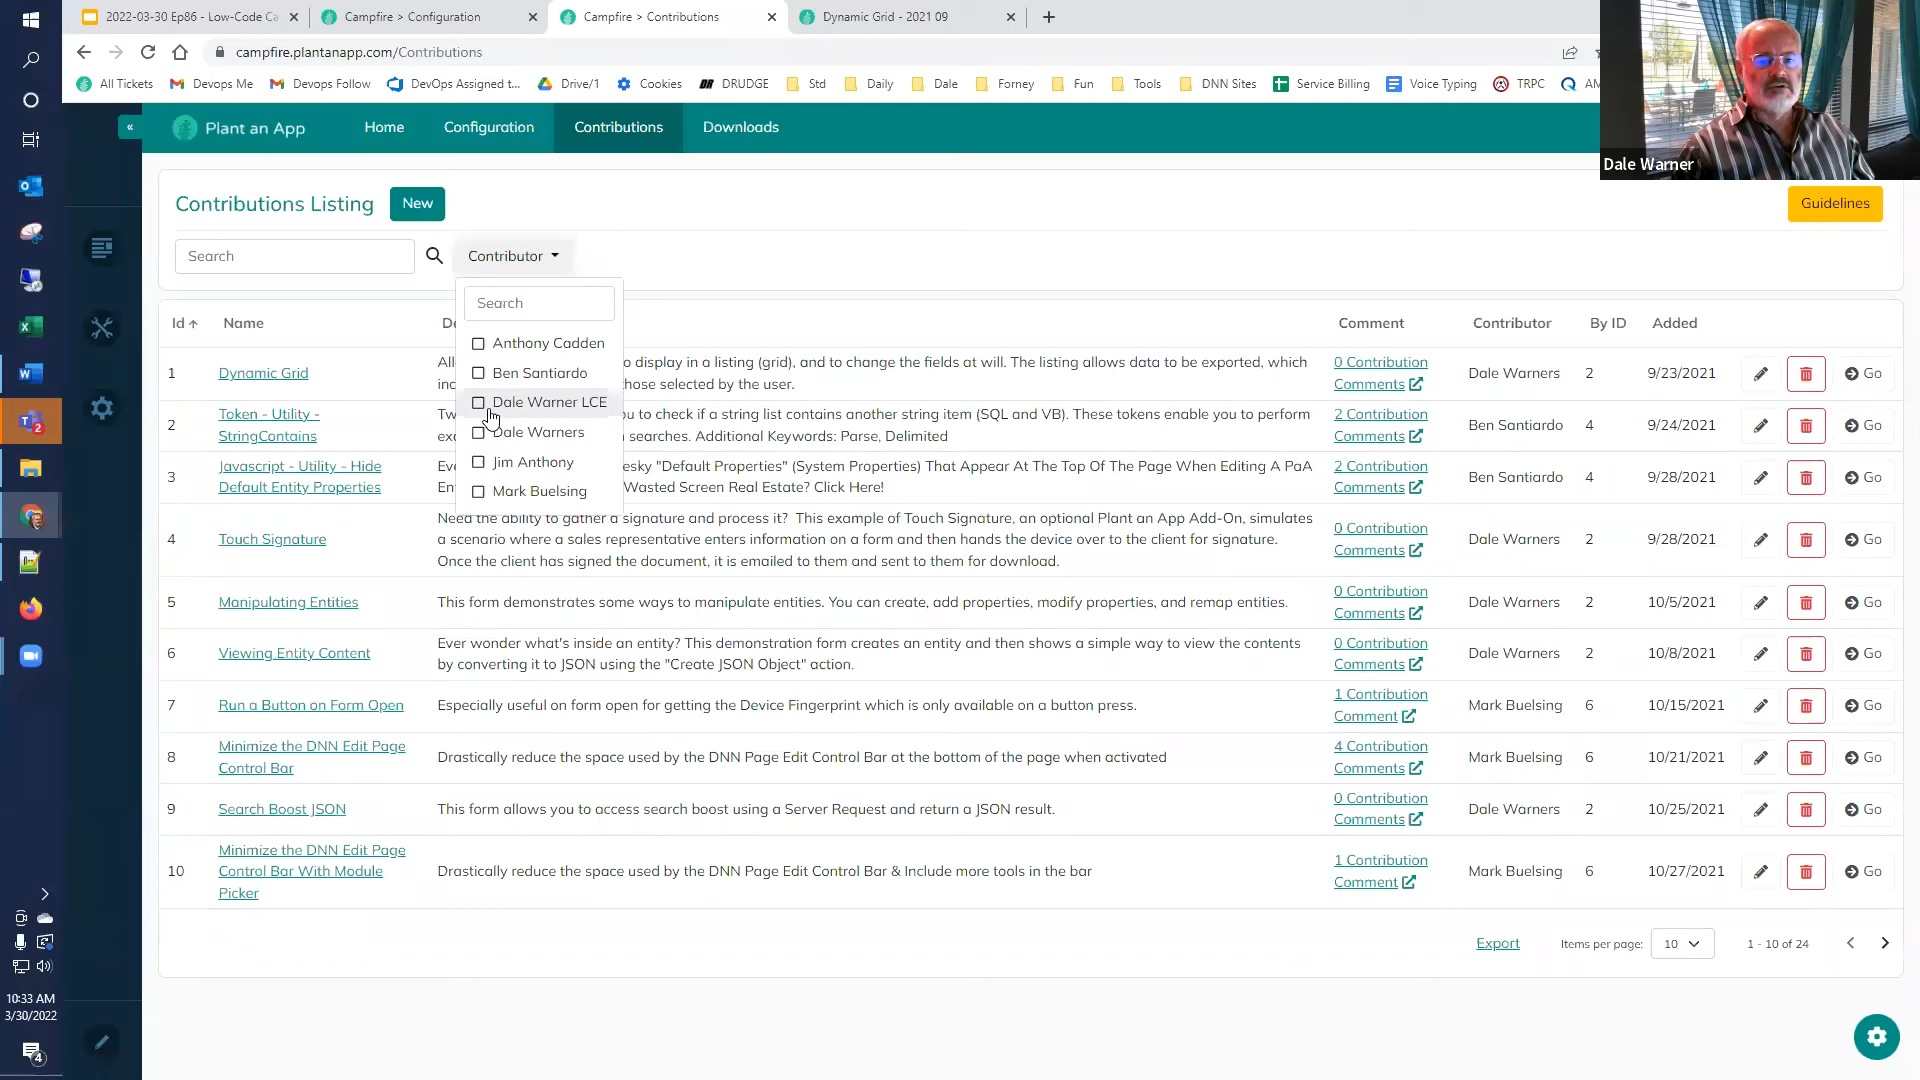 2022-03-30 Ep86 - Low-Code Ca
Campfire > Configuration
Campfire > Contributions
Dynamic Grid - 2021 09
campfire.plantanapp.com/Contributions
All Tickets
Devops Me
Devops Follow
DevOps Assigned t...
Drive/1
Cookies
DRUDGE
Std
Daily
Dale
Forney
Fun
Tools
DNN Sites
Service Billing
Voice Typing
TRPC
Plant an App
Home
Configuration
Contributions
Downloads
Dale Warner
Contributions Listing
New
Guidelines
Search
Contributor
Search
Anthony Cadden
Ben Santiardo
Dale Warner LCE
Dale Warners
Jim Anthony
Mark Buelsing
Id
Name
De
Comment
Contributor
By ID
Added
1
Dynamic Grid
All
o display in a listing (grid), and to change the fields at will. The listing allows data to be exported, which
inc
those selected by the user.
0 Contribution
Comments
Dale Warners
2
9/23/2021
Go
2
Token - Utility -
StringContains
Tw
ou to check if a string list contains another string item (SQL and VB). These tokens enable you to perform
exa
n searches. Additional Keywords: Parse, Delimited
2 Contribution
Comments
Ben Santiardo
4
9/24/2021
Go
3
Javascript - Utility - Hide
Default Entity Properties
Eve
esky "Default Properties" (System Properties) That Appear At The Top Of The Page When Editing A PaA
Ent
Wasted Screen Real Estate? Click Here!
2 Contribution
Comments
Ben Santiardo
4
9/28/2021
Go
4
Touch Signature
Need the ability to gather a signature and process it? This example of Touch Signature, an optional Plant an App Add-On, simulates
a scenario where a sales representative enters information on a form and then hands the device over to the client for signature.
Once the client has signed the document, it is emailed to them and sent to them for download.
0 Contribution
Comments
Dale Warners
2
9/28/2021
Go
5
Manipulating Entities
This form demonstrates some ways to manipulate entities. You can create, add properties, modify properties, and remap entities.
0 Contribution
Comments
Dale Warners
2
10/5/2021
Go
6
Viewing Entity Content
Ever wonder what's inside an entity? This demonstration form creates an entity and then shows a simple way to view the contents
by converting it to JSON using the "Create JSON Object" action.
0 Contribution
Comments
Dale Warners
2
10/8/2021
Go
7
Run a Button on Form Open
Especially useful on form open for getting the Device Fingerprint which is only available on a button press.
1 Contribution
Comment
Mark Buelsing
6
10/15/2021
Go
8
Minimize the DNN Edit Page
Control Bar
Drastically reduce the space used by the DNN Page Edit Control Bar at the bottom of the page when activated
4 Contribution
Comments
Mark Buelsing
6
10/21/2021
Go
9
Search Boost JSON
This form allows you to access search boost using a Server Request and return a JSON result.
0 Contribution
Comments
Dale Warners
2
10/25/2021
Go
10
Minimize the DNN Edit Page
Control Bar With Module
Picker
Drastically reduce the space used by the DNN Page Edit Control Bar & Include more tools in the bar
1 Contribution
Comment
Mark Buelsing
6
10/27/2021
Go
Export
Items per page:
10
1 - 10 of 24
10:33 AM
3/30/2022
4